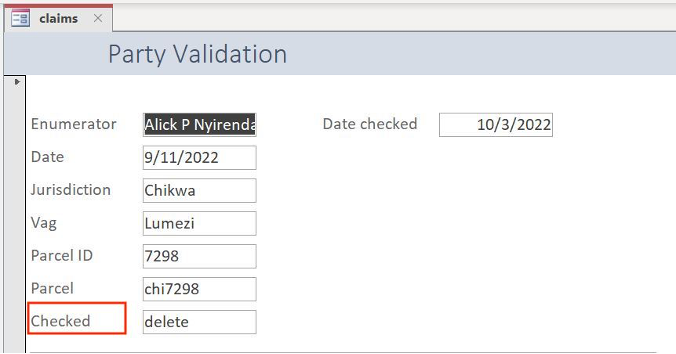 claims
Party Validation
Enumerator Alick P Nyirenda Date checked 10/3/2022
Date 9/11/2022
Jurisdiction Chikwa
Vag Lumezi
Parcel ID 7298
Parcel chi7298
Checked delete